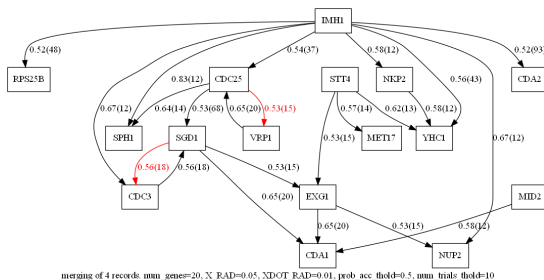 IMH1
0.52(48)
0.54(37)
0.58(12)
0.52(93)
RPS25B
0.83(12)
CDC25
STT4
NKP2
0.56(43)
CDA2
0.67(12)
0.64(14)
0.53(68)
0.65(20)
0.53(15)
0.57(14)
0.62(13)
0.58(12)
SPH1
SGD1
VRP1
0.53(15)
MET17
YHC1
0.67(12)
0.56(18)
0.56(18)
0.53(15)
CDC3
0.65(20)
EXG1
MID2
0.65(20)
0.53(15)
0.58(12)
CDA1
NUP2
merging of 4 records, num_genes=20, X_RAD=0.05, XDOT_RAD=0.01, prob_acc_thold=0.5, num_trials_thold=10